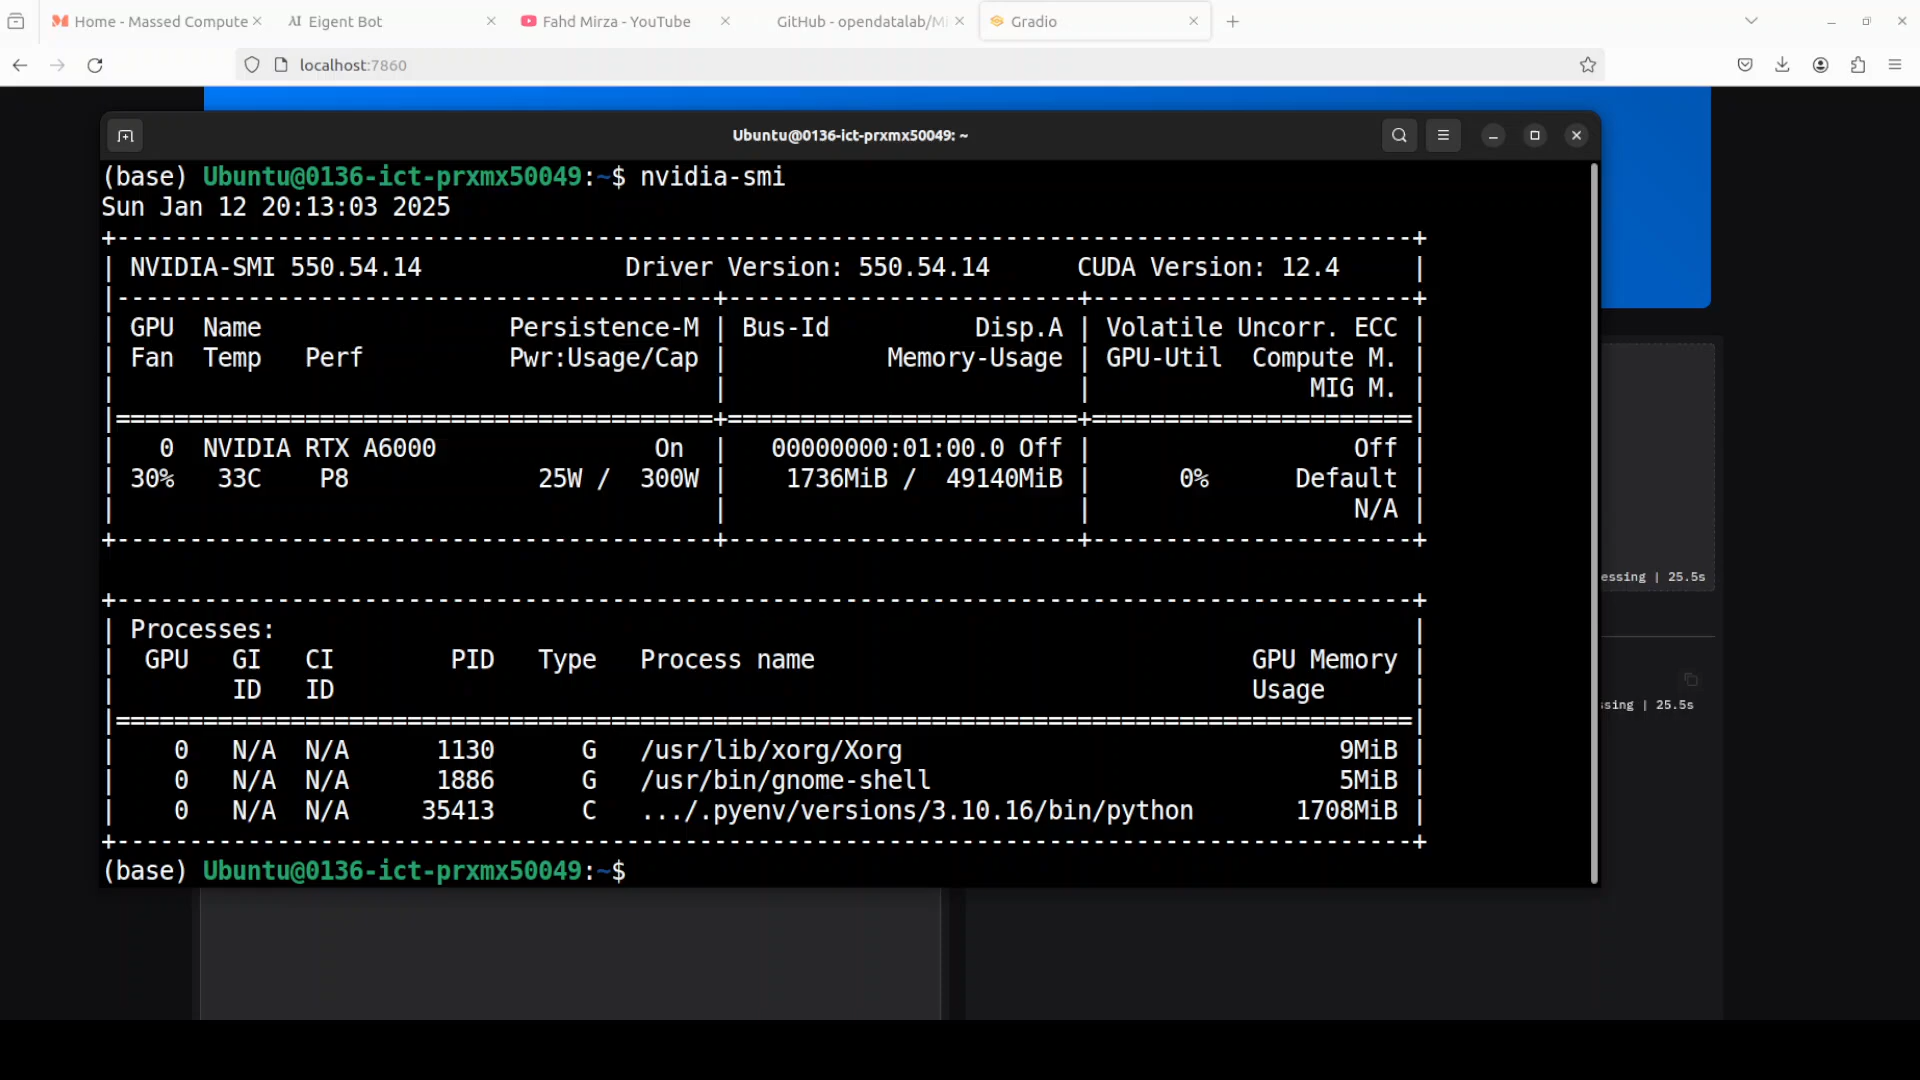 Home - Massed Compute
Eigent Bot
Fahd Mirza - YouTube
GitHub - opendatalab/Mi
Gradio
localhost:7860
Ubuntu@0136-ict-prxmx50049: ~
(base) Ubuntu@0136-ict-prxmx50049:~$ nvidia-smi
Sun Jan 12 20:13:03 2025
+-----------------------------------------------------------------------------------------+
| NVIDIA-SMI 550.54.14              Driver Version: 550.54.14      CUDA Version: 12.4     |
|-----------------------------------------+------------------------+----------------------+
| GPU  Name                 Persistence-M | Bus-Id          Disp.A | Volatile Uncorr. ECC |
| Fan  Temp   Perf          Pwr:Usage/Cap |           Memory-Usage | GPU-Util  Compute M. |
|                                         |                        |               MIG M. |
|=========================================+========================+======================|
|   0  NVIDIA RTX A6000               On  |   00000000:01:00.0 Off |                  Off |
| 30%   33C    P8             25W /  300W |    1736MiB /  49140MiB |      0%      Default |
|                                         |                        |                  N/A |
+-----------------------------------------+------------------------+----------------------+
essing | 25.5s
+-----------------------------------------------------------------------------------------+
| Processes:                                                                              |
|  GPU   GI   CI        PID   Type   Process name                              GPU Memory |
|        ID   ID                                                               Usage      |
|=========================================================================================|
ssing | 25.5s
|    0   N/A  N/A      1130      G   /usr/lib/xorg/Xorg                              9MiB |
|    0   N/A  N/A      1886      G   /usr/bin/gnome-shell                            5MiB |
|    0   N/A  N/A     35413      C   .../.pyenv/versions/3.10.16/bin/python       1708MiB |
+-----------------------------------------------------------------------------------------+
(base) Ubuntu@0136-ict-prxmx50049:~$